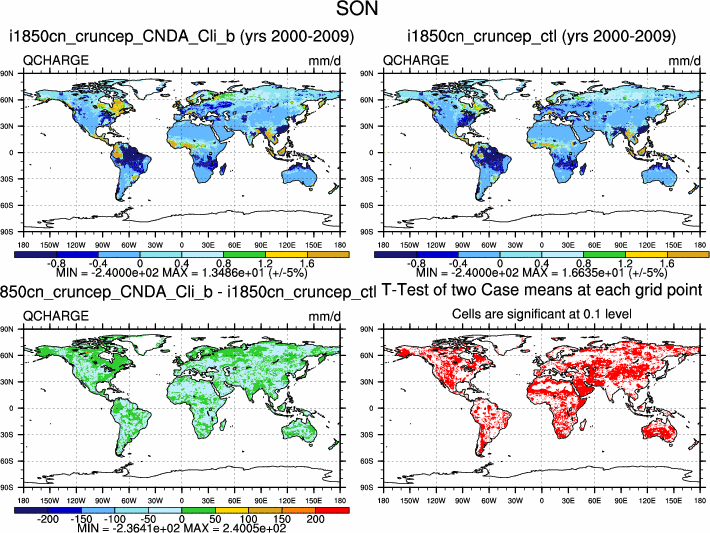 SON
i1850cn_cruncep_CNDA_Cli_b (yrs 2000-2009)
i1850cn_cruncep_ctl (yrs 2000-2009)
QCHARGE mm/d
QCHARGE mm/d
90N 90N
60N 60N
30N 30N
0 0
30S 30S
60S 60S
90S 90S
180 150W 120W 90W 60W 30W 0 30E 60E 90E 120E 150E 180
180 150W 120W 90W 60W 30W 0 30E 60E 90E 120E 150E 180
-0.8 -0.4 0 0.4 0.8 1.2 1.6
-0.8 -0.4 0 0.4 0.8 1.2 1.6
MIN = -2.4000e+02 MAX = 1.3486e+01 (+/-5%)
MIN = -2.4000e+02 MAX = 1.6635e+01 (+/-5%)
850cn_cruncep_CNDA_Cli_b - i1850cn_cruncep_ctl
T-Test of two Case means at each grid point
QCHARGE mm/d
Cells are significant at 0.1 level
90N 90N
60N 60N
30N 30N
0 0
30S 30S
60S 60S
90S 90S
180 150W 120W 90W 60W 30W 0 30E 60E 90E 120E 150E 180
180 150W 120W 90W 60W 30W 0 30E 60E 90E 120E 150E 180
-200 -150 -100 -50 0 50 100 150 200
MIN = -2.3641e+02 MAX = 2.4005e+02